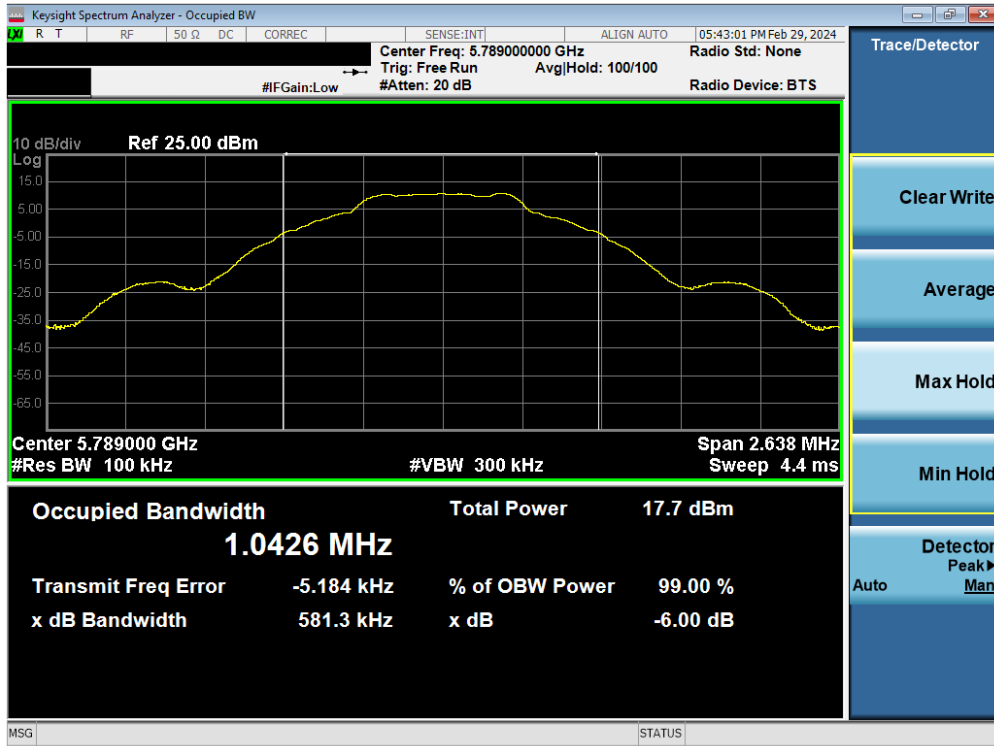 Keysight Spectrum Analyzer - Occupied BW
LXI R T RF 50 Ω DC CORREC SENSE:INT ALIGN AUTO 05:43:01 PM Feb 29, 2024
Center Freq: 5.789000000 GHz Radio Std: None
Trig: Free Run Avg|Hold: 100/100
#IFGain:Low #Atten: 20 dB Radio Device: BTS
10 dB/div Ref 25.00 dBm
Log
15.0
5.00
-5.00
-15.0
-25.0
-35.0
-45.0
-55.0
-65.0
Center 5.789000 GHz Span 2.638 MHz
#Res BW 100 kHz #VBW 300 kHz Sweep 4.4 ms
Occupied Bandwidth Total Power 17.7 dBm
1.0426 MHz
Transmit Freq Error -5.184 kHz % of OBW Power 99.00 %
x dB Bandwidth 581.3 kHz x dB -6.00 dB
MSG STATUS
Trace/Detector
Clear Write
Average
Max Hold
Min Hold
Detector
Peak▶
Auto Man